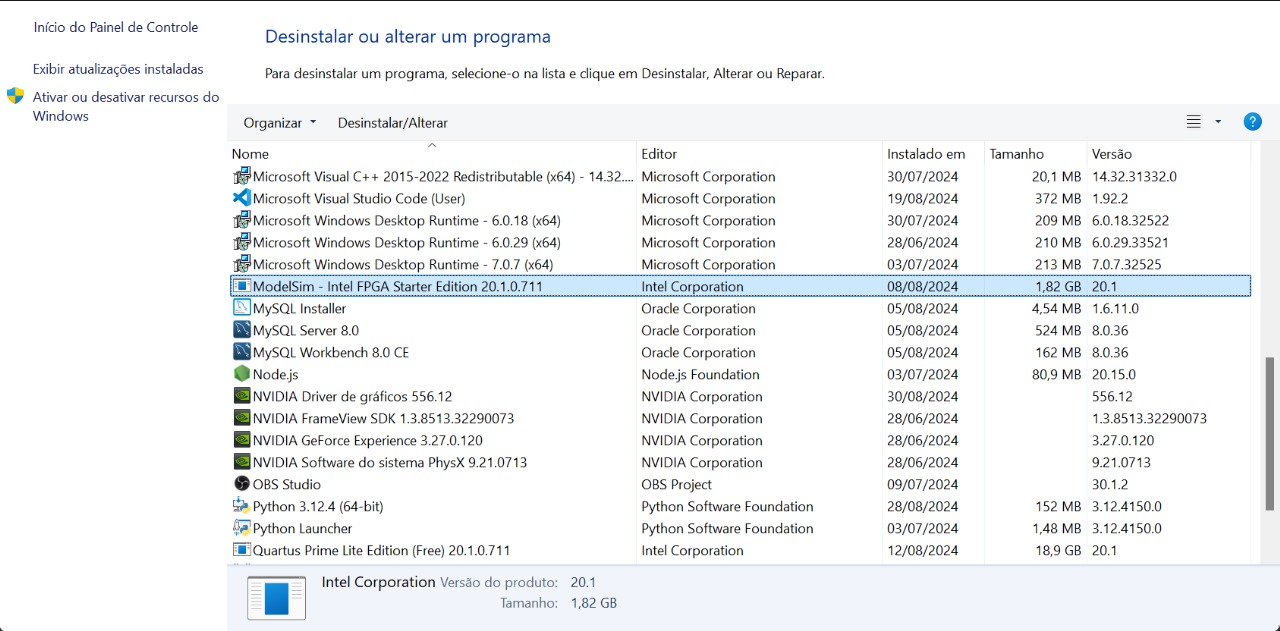 Início do Painel de Controle
Exibir atualizações instaladas
Ativar ou desativar recursos do
Windows
Desinstalar ou alterar um programa
Para desinstalar um programa, selecione-o na lista e clique em Desinstalar, Alterar ou Reparar.
Organizar Desinstalar/Alterar ?
Nome Editor Instalado em Tamanho Versão
Microsoft Visual C++ 2015-2022 Redistributable (x64) - 14.32.... Microsoft Corporation 30/07/2024 20,1 MB 14.32.31332.0
Microsoft Visual Studio Code (User) Microsoft Corporation 19/08/2024 372 MB 1.92.2
Microsoft Windows Desktop Runtime - 6.0.18 (x64) Microsoft Corporation 30/07/2024 209 MB 6.0.18.32522
Microsoft Windows Desktop Runtime - 6.0.29 (x64) Microsoft Corporation 28/06/2024 210 MB 6.0.29.33521
Microsoft Windows Desktop Runtime - 7.0.7 (x64) Microsoft Corporation 03/07/2024 213 MB 7.0.7.32525
ModelSim - Intel FPGA Starter Edition 20.1.0.711 Intel Corporation 08/08/2024 1,82 GB 20.1
MySQL Installer Oracle Corporation 05/08/2024 4,54 MB 1.6.11.0
MySQL Server 8.0 Oracle Corporation 05/08/2024 524 MB 8.0.36
MySQL Workbench 8.0 CE Oracle Corporation 05/08/2024 162 MB 8.0.36
Node.js Node.js Foundation 03/07/2024 80,9 MB 20.15.0
NVIDIA Driver de gráficos 556.12 NVIDIA Corporation 30/08/2024 556.12
NVIDIA FrameView SDK 1.3.8513.32290073 NVIDIA Corporation 28/06/2024 1.3.8513.32290073
NVIDIA GeForce Experience 3.27.0.120 NVIDIA Corporation 28/06/2024 3.27.0.120
NVIDIA Software do sistema PhysX 9.21.0713 NVIDIA Corporation 28/06/2024 9.21.0713
OBS Studio OBS Project 09/07/2024 30.1.2
Python 3.12.4 (64-bit) Python Software Foundation 28/08/2024 152 MB 3.12.4150.0
Python Launcher Python Software Foundation 03/07/2024 1,48 MB 3.12.4150.0
Quartus Prime Lite Edition (Free) 20.1.0.711 Intel Corporation 12/08/2024 18,9 GB 20.1
Intel Corporation Versão do produto: 20.1
Tamanho: 1,82 GB